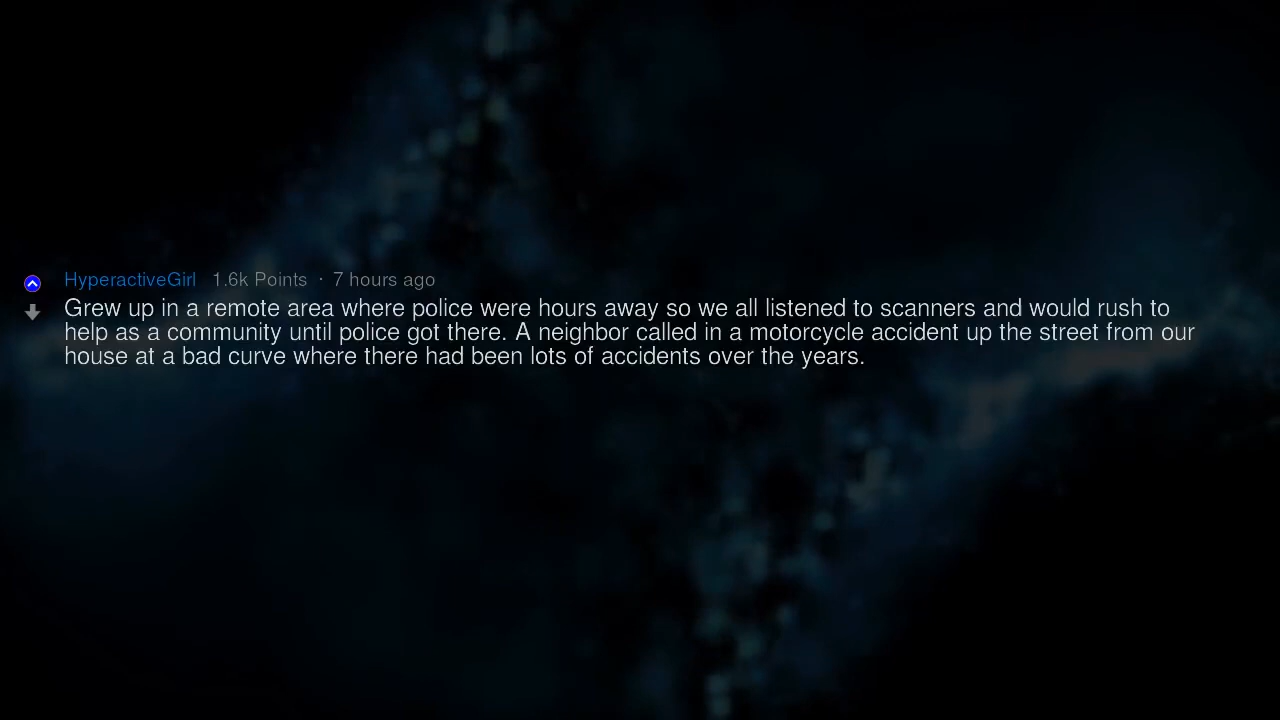 HyperactiveGirl 1.6k Points · 7 hours ago
Grew up in a remote area where police were hours away so we all listened to scanners and would rush to
help as a community until police got there. A neighbor called in a motorcycle accident up the street from our
house at a bad curve where there had been lots of accidents over the years.